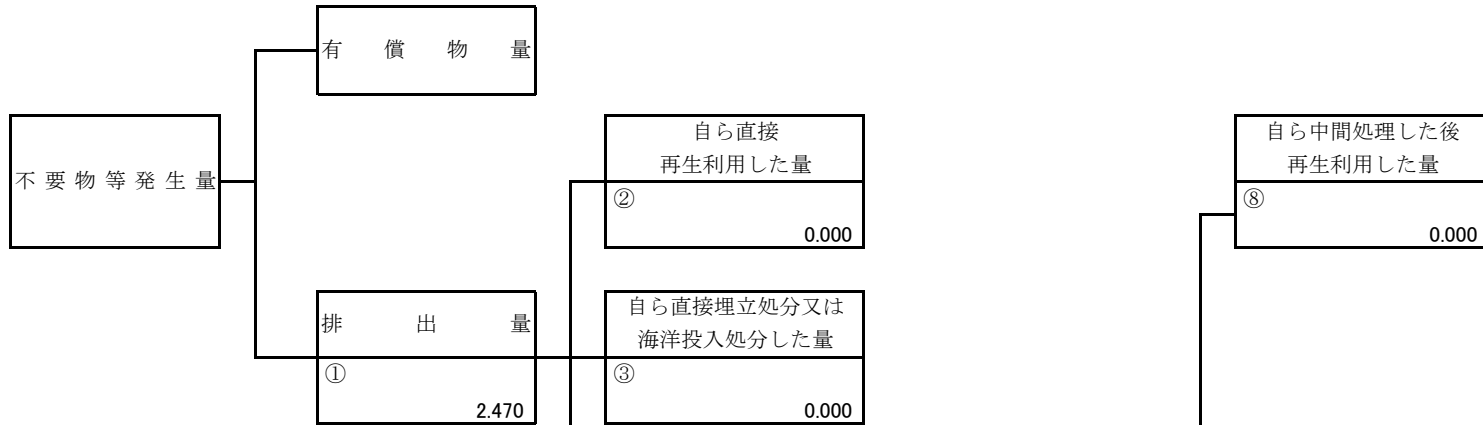 有償物量
不要物等発生量
自ら直接
再生利用した量
②
0.000
自ら中間処理した後
再生利用した量
⑧
0.000
排出量
①
2.470
自ら直接埋立処分又は
海洋投入処分した量
③
0.000